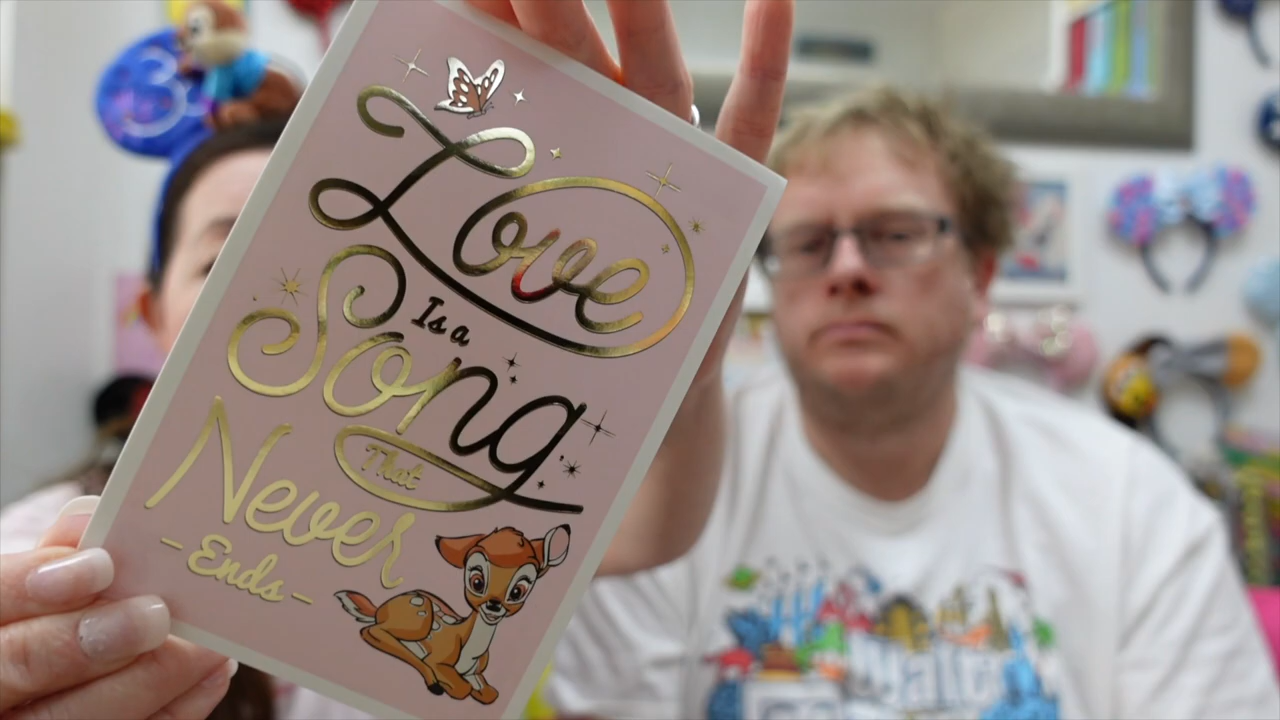 Love
Is a
Song
That
Never
- Ends -